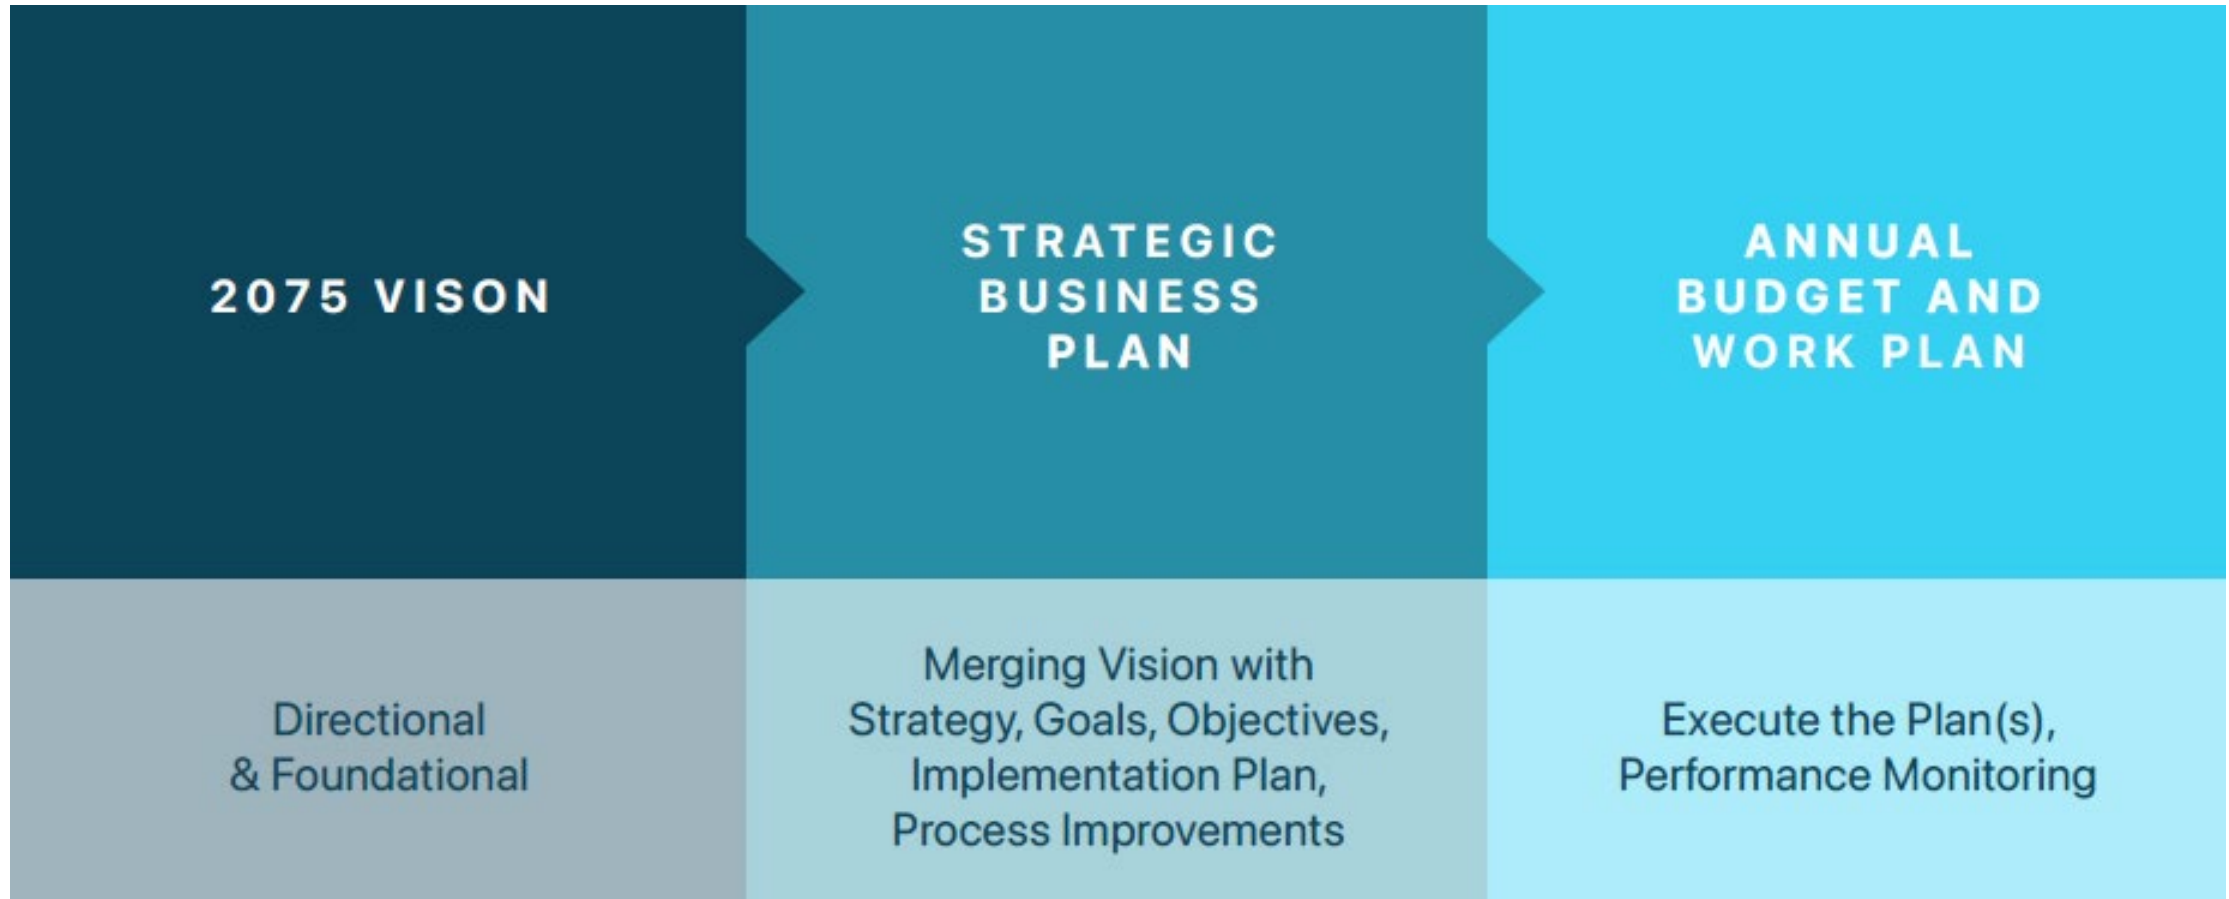 2075 VISON
STRATEGIC
BUSINESS
PLAN
ANNUAL
BUDGET AND
WORK PLAN
Directional
& Foundational
Merging Vision with
Strategy, Goals, Objectives,
Implementation Plan,
Process Improvements
Execute the Plan(s),
Performance Monitoring